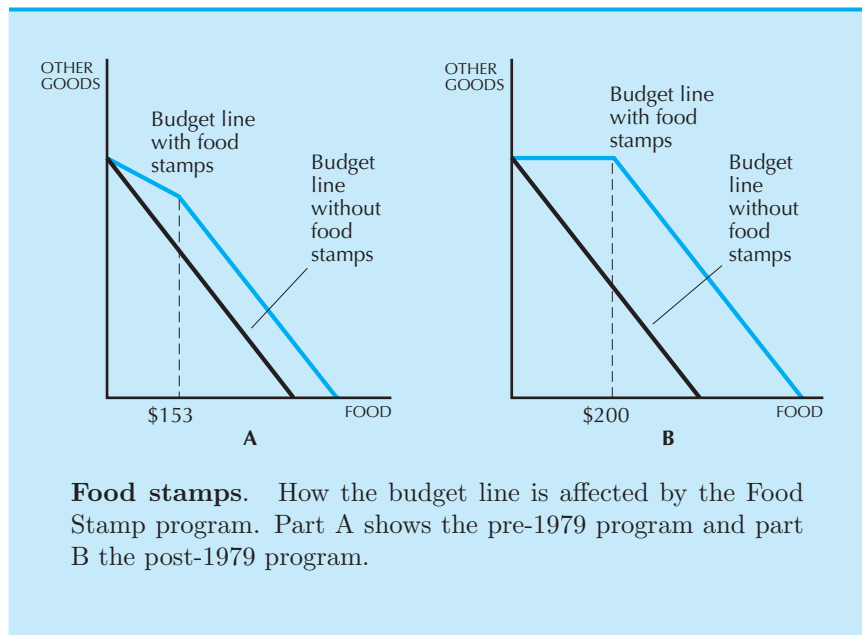 OTHER
GOODS
Budget line
with food
stamps
Budget
line
without
food
stamps
$153
FOOD
A
OTHER
GOODS
Budget line
with food
stamps
Budget
line
without
food
stamps
$200
FOOD
B
Food stamps. How the budget line is affected by the Food
Stamp program. Part A shows the pre-1979 program and part
B the post-1979 program.